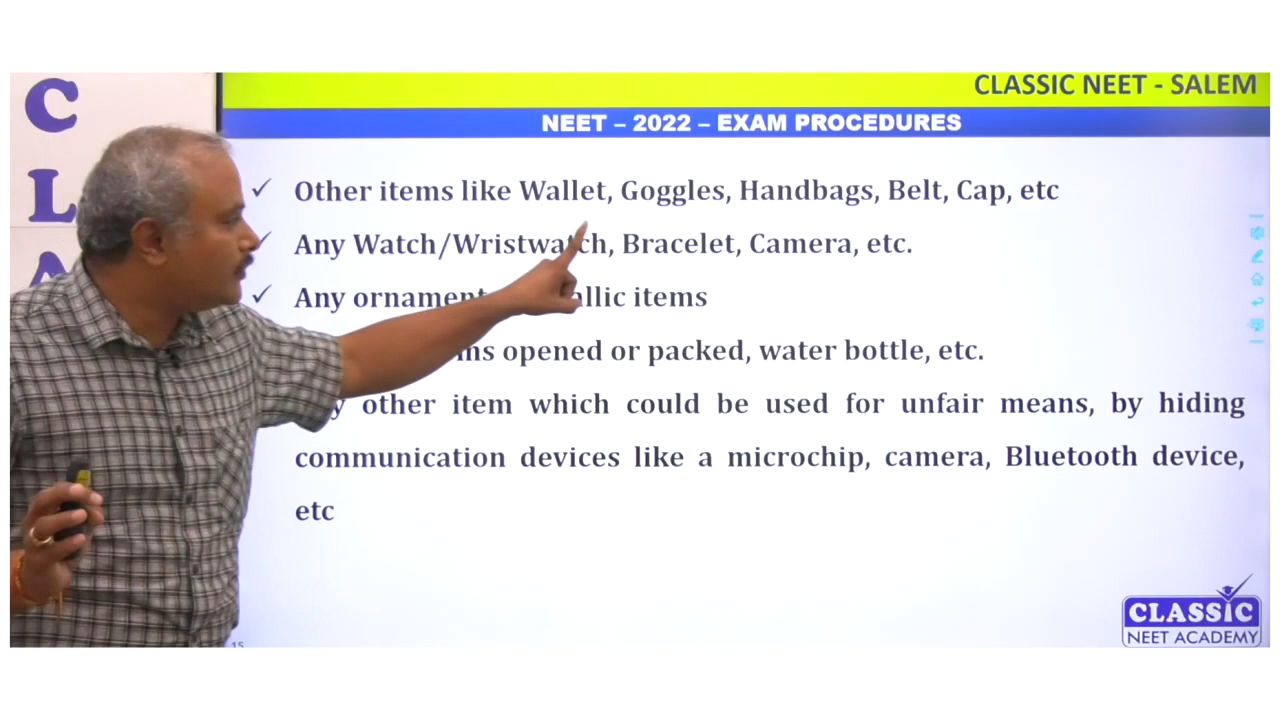 CLASSIC NEET - SALEM
NEET – 2022 – EXAM PROCEDURES
C
L
A
✓ Other items like Wallet, Goggles, Handbags, Belt, Cap, etc
✓ Any Watch/Wristwatch, Bracelet, Camera, etc.
✓ Any ornament items
opened or packed, water bottle, etc.
other item which could be used for unfair means, by hiding
communication devices like a microchip, camera, Bluetooth device,
etc
15
CLASSIC
NEET ACADEMY